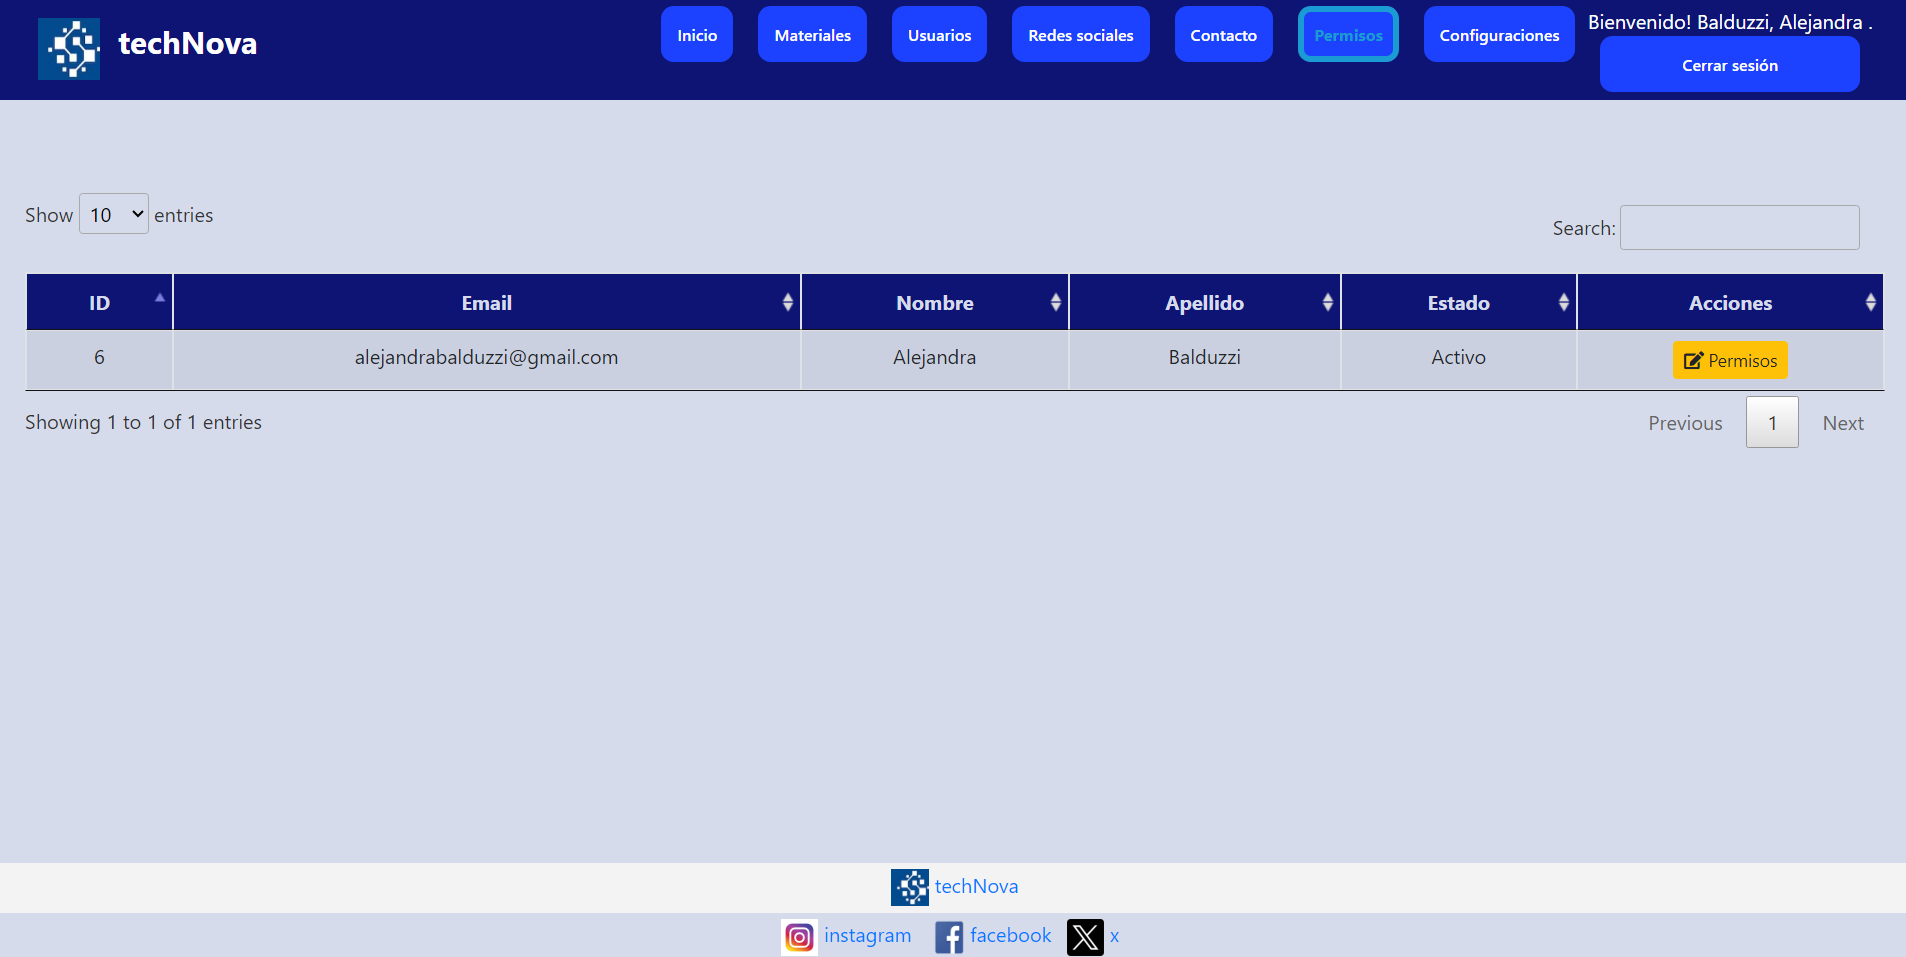 techNova
Inicio
Materiales
Usuarios
Redes sociales
Contacto
Permisos
Configuraciones
Bienvenido! Balduzzi, Alejandra .
Cerrar sesión
Show 10 entries
Search:
ID Email Nombre Apellido Estado Acciones
6 alejandrabalduzzi@gmail.com Alejandra Balduzzi Activo Permisos
Showing 1 to 1 of 1 entries
Previous 1 Next
techNova
instagram facebook x